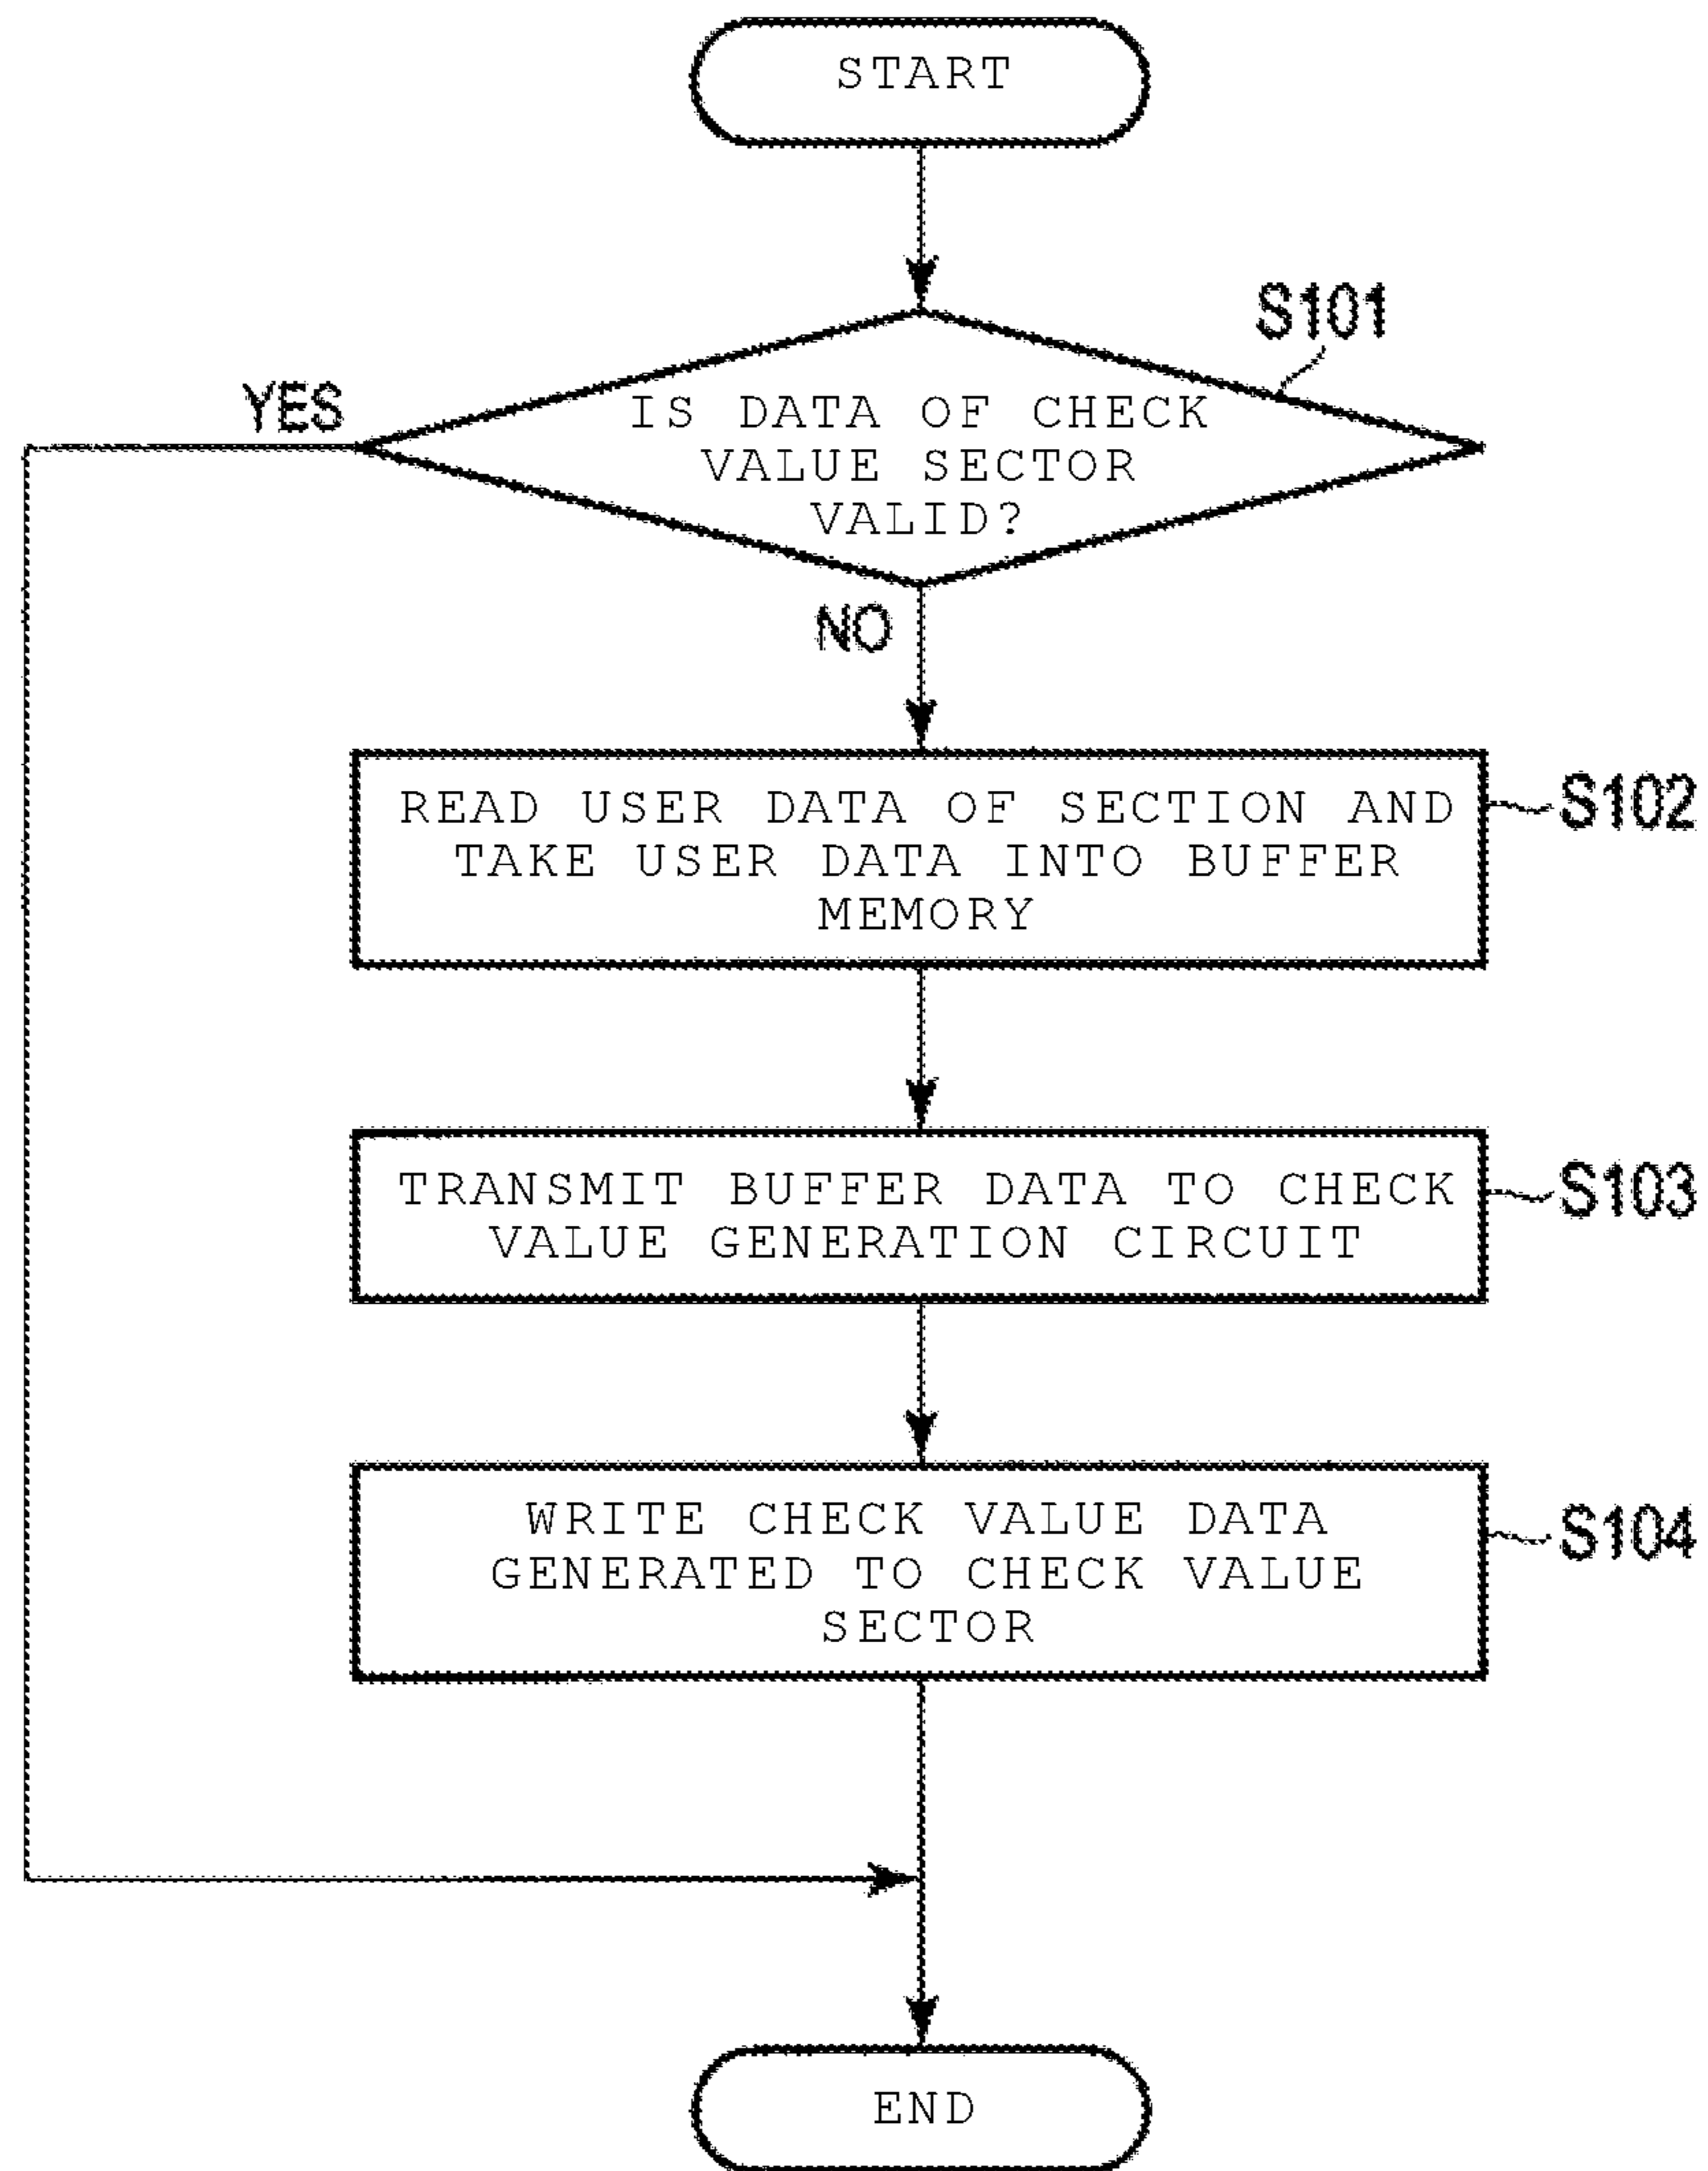 START
S101
YES
IS DATA OF CHECK
VALUE SECTOR
VALID?
NO
READ USER DATA OF SECTION AND
TAKE USER DATA INTO BUFFER
MEMORY
S102
TRANSMIT BUFFER DATA TO CHECK
VALUE GENERATION CIRCUIT
S103
WRITE CHECK VALUE DATA
GENERATED TO CHECK VALUE
SECTOR
S104
END